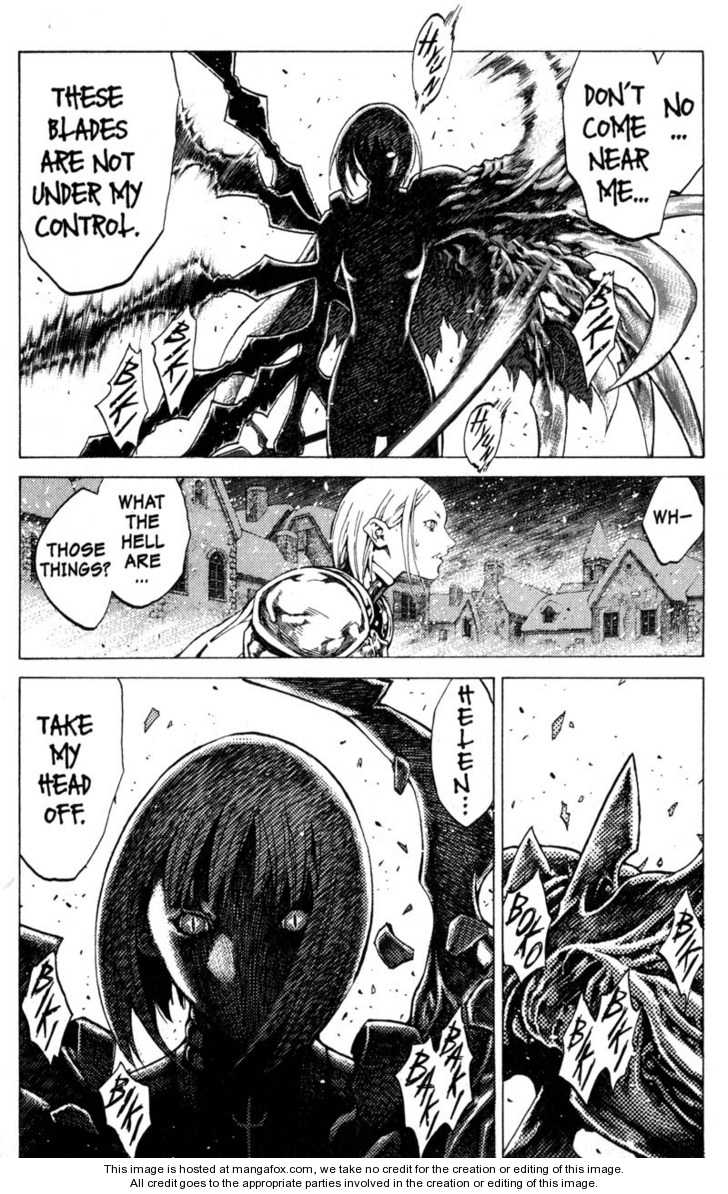 NO
...
DON'T
COME
NEAR
ME...
HYUN
THESE
BLADES
ARE NOT
UNDER MY
CONTROL.
BIKI
BIKI
BIKI
HYUN
WH-
WHAT
THE
HELL
ARE
...
THOSE
THINGS?
BOKO
BIKI
BIKI
BIKI
HELEN...
TAKE
MY
HEAD
OFF.
BIKI
BIKI
BAKI
BAKI
This image is hosted at mangafox.com, we take no credit for the creation or editing of this image.
All credit goes to the appropriate parties involved in the creation or editing of this image.